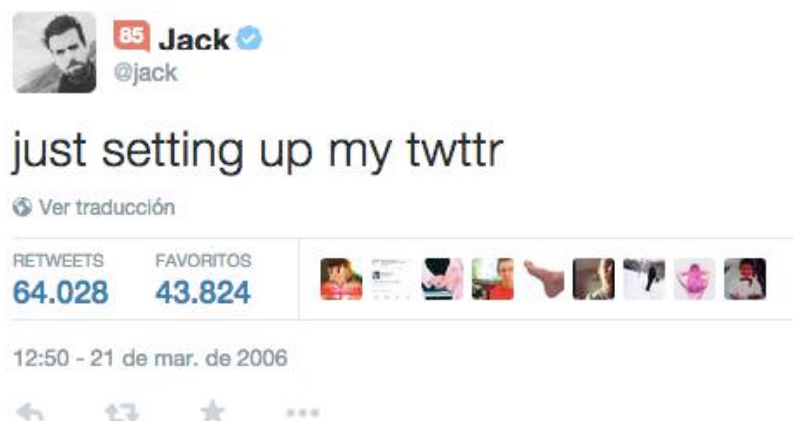 85 Jack
@jack
just setting up my twttr
Ver traducción
RETWEETS FAVORITOS
64.028 43.824
12:50 - 21 de mar. de 2006